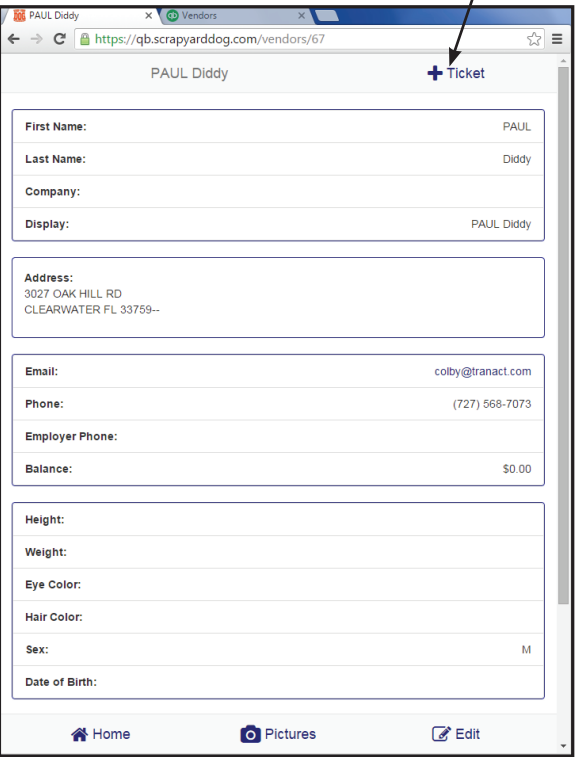 PAUL Diddy
Vendors
https://qb.scrapyarddog.com/vendors/67
PAUL Diddy
Ticket
First Name: PAUL
Last Name: Diddy
Company:
Display: PAUL Diddy
Address:
3027 OAK HILL RD
CLEARWATER FL 33759--
Email: colby@tranact.com
Phone: (727) 568-7073
Employer Phone:
Balance: $0.00
Height:
Weight:
Eye Color:
Hair Color:
Sex: M
Date of Birth:
Home
Pictures
Edit